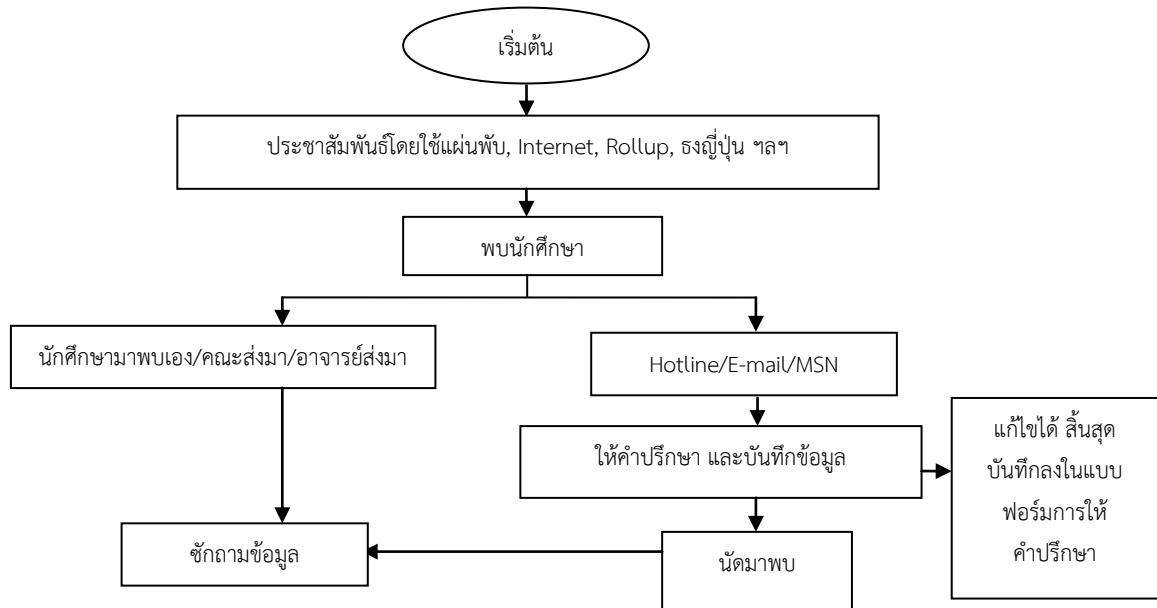 เริ่มต้น
ประชาสัมพันธ์โดยใช้แผ่นพับ, Internet, Rollup, ธงญี่ปุ่น ฯลฯ
พบนักศึกษา
นักศึกษามาพบเอง/คณะส่งมา/อาจารย์ส่งมา
Hotline/E-mail/MSN
ให้คำปรึกษา และบันทึกข้อมูล
แก้ไขได้ สิ้นสุด
บันทึกลงในแบบ
ฟอร์มการให้
คำปรึกษา
ซักถามข้อมูล
นัดมาพบ